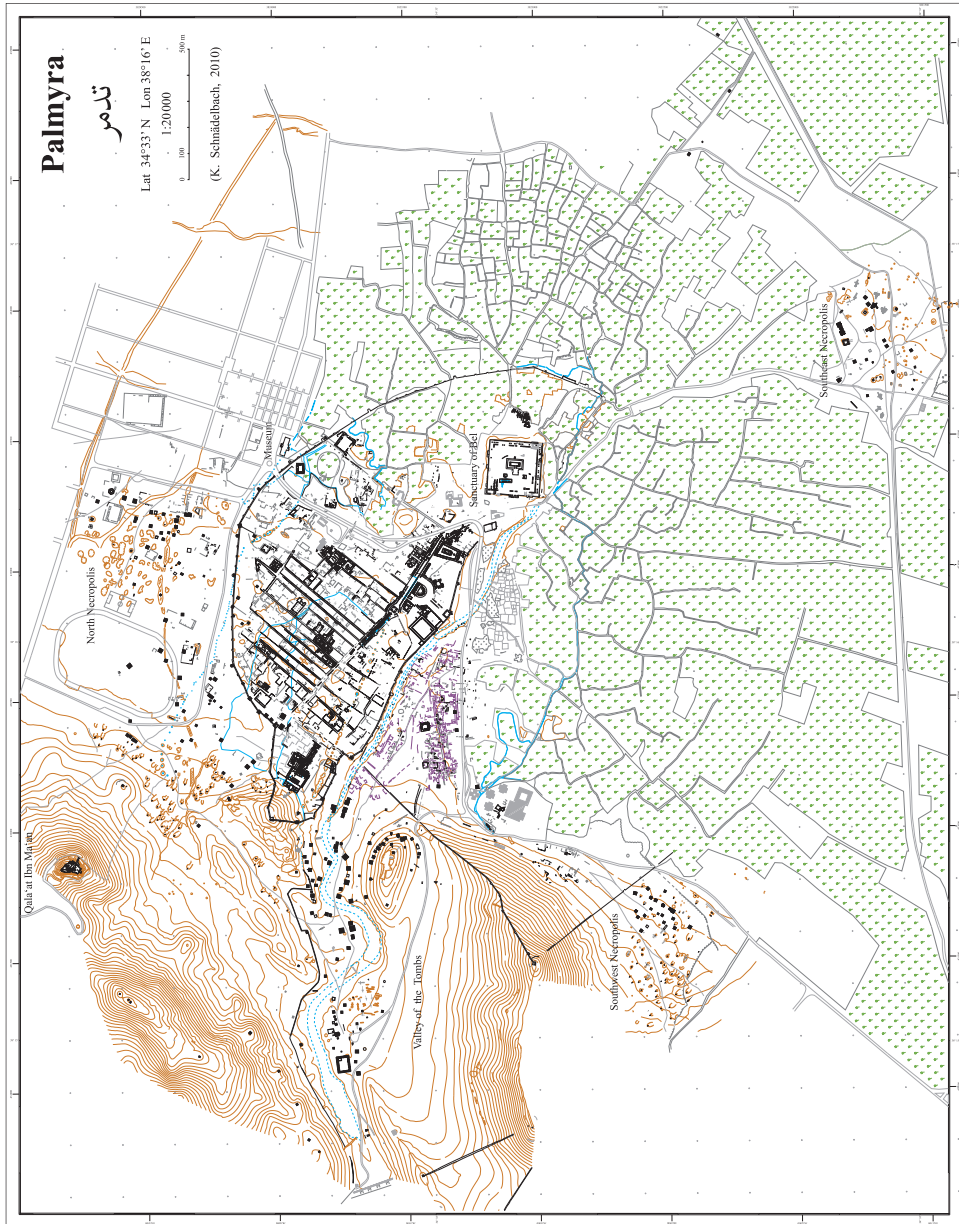 Palmyra
تدمر
Lat 34°33' N Lon 38°16' E
1:20000
0 100 500 m
(K. Schnädelbach, 2010)
Qala'at Ibn Ma'an
North Necropolis
Museum
Sanctuary of Bel
Southeast Necropolis
Valley of the Tombs
Southwest Necropolis